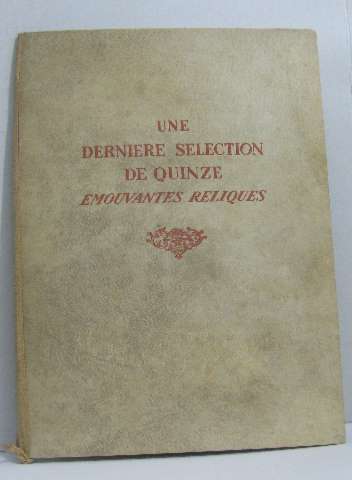 UNE
DERNIERE SELECTION
DE QUINZE
EMOUVANTES RELIQUES